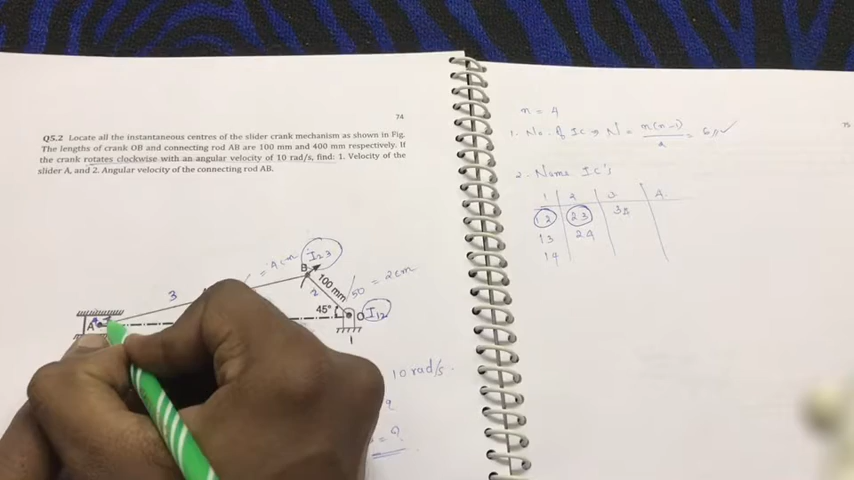 74
Q5.2 Locate all the instantaneous centres of the slider crank mechanism as shown in Fig.
The lengths of crank OB and connecting rod AB are 100 mm and 400 mm respectively. If
the crank rotates clockwise with an angular velocity of 10 rad/s, find: 1. Velocity of the
slider A, and 2. Angular velocity of the connecting rod AB.
I23
= 4cm
B
100 mm
/50 = 2cm
3
2
45°
O
I12
A
1
10 rad/s.
= ?
n = 4
1. No. of IC ⇒ N = n(n-1)/2 = 6 ✓
2. Name IC's
1 2 3 4
12 23 34
13 24
14